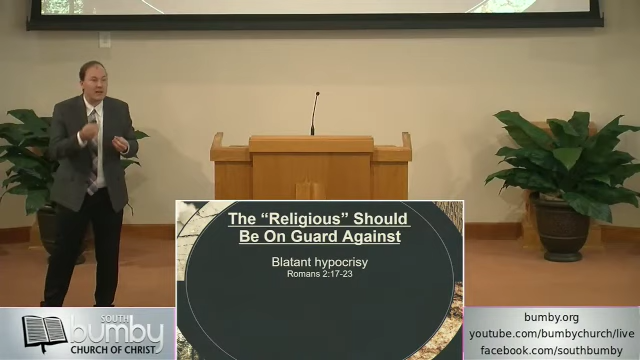 The “Religious” Should
Be On Guard Against
Blatant hypocrisy
Romans 2:17-23
SOUTH
bumby
CHURCH OF CHRIST
bumby.org
youtube.com/bumbychurch/live
facebook.com/southbumby